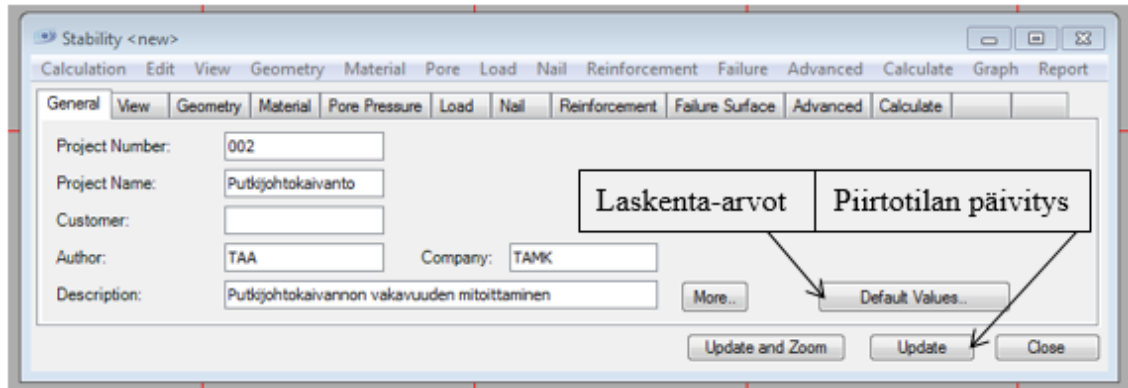 Stability <new>
Calculation Edit View Geometry Material Pore Load Nail Reinforcement Failure Advanced Calculate Graph Report
General View Geometry Material Pore Pressure Load Nail Reinforcement Failure Surface Advanced Calculate
Project Number: 002
Project Name: Putkijohtokaivanto
Laskenta-arvot Piirtotilan päivitys
Customer:
Author: TAA Company: TAMK
Description: Putkijohtokaivannon vakavuuden mitoittaminen More.. Default Values..
Update and Zoom Update Close